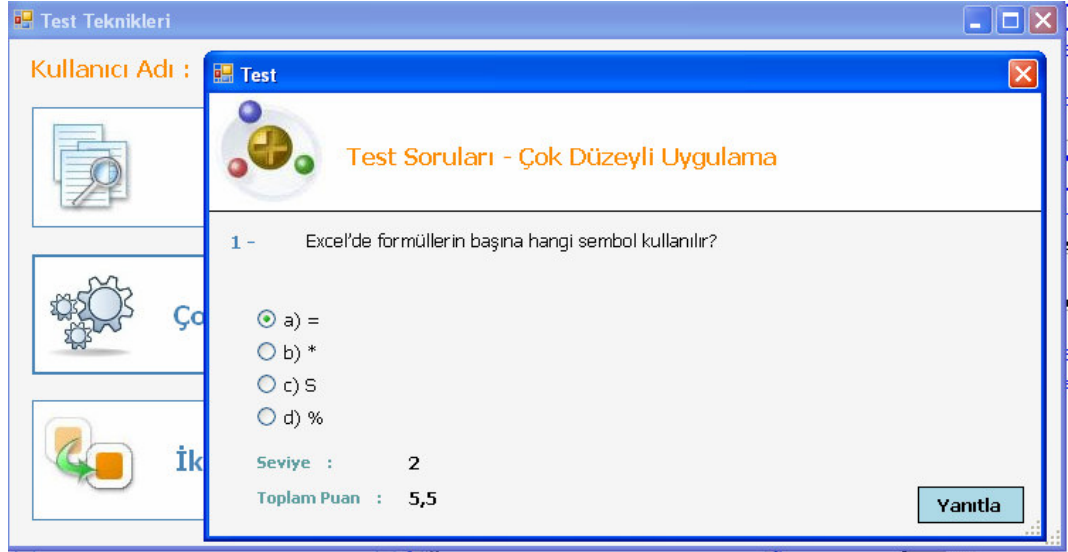 Test Teknikleri
Kullanıcı Adı :
Test
Test Soruları - Çok Düzeyli Uygulama
1 - Excel'de formüllerin başına hangi sembol kullanılır?
a) =
b) *
c) S
d) %
Seviye : 2
Toplam Puan : 5,5
Yanıtla
Ço
İk